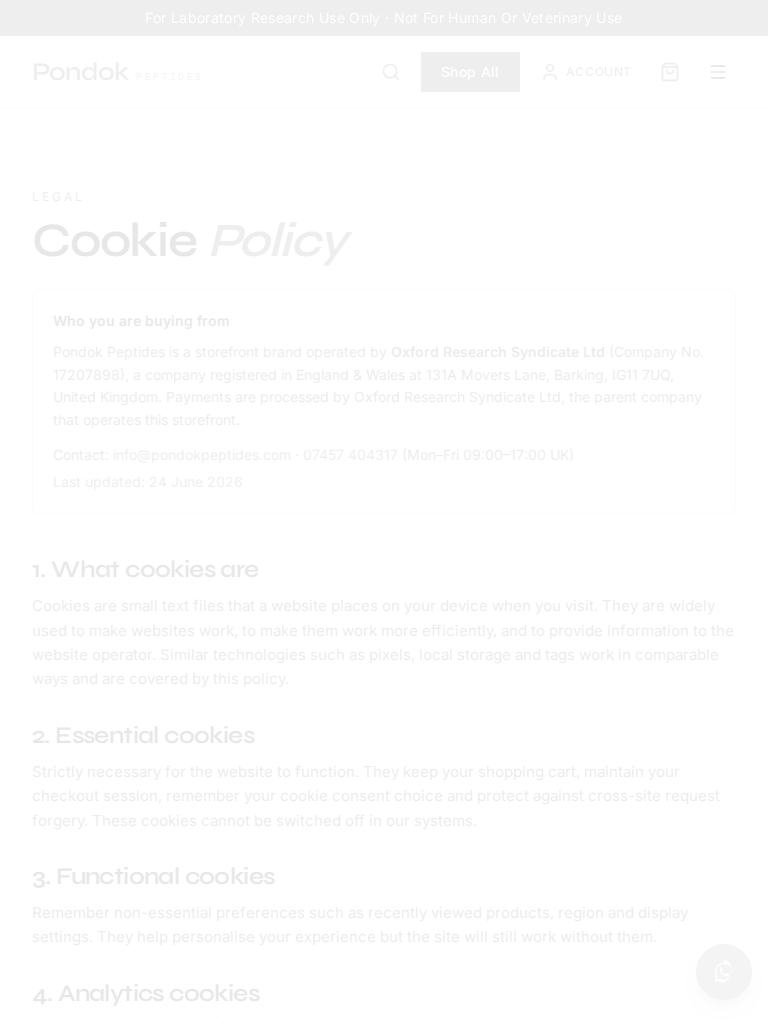 For Laboratory Research Use Only · Not For Human Or Veterinary Use
Pondok PEPTIDES
Shop All
ACCOUNT
LEGAL
Cookie Policy
Who you are buying from
Pondok Peptides is a storefront brand operated by Oxford Research Syndicate Ltd (Company No.
17207898), a company registered in England & Wales at 131A Movers Lane, Barking, IG11 7UQ,
United Kingdom. Payments are processed by Oxford Research Syndicate Ltd, the parent company
that operates this storefront.
Contact: info@pondokpeptides.com · 07457 404317 (Mon–Fri 09:00–17:00 UK)
Last updated: 24 June 2026
1. What cookies are
Cookies are small text files that a website places on your device when you visit. They are widely
used to make websites work, to make them work more efficiently, and to provide information to the
website operator. Similar technologies such as pixels, local storage and tags work in comparable
ways and are covered by this policy.
2. Essential cookies
Strictly necessary for the website to function. They keep your shopping cart, maintain your
checkout session, remember your cookie consent choice and protect against cross-site request
forgery. These cookies cannot be switched off in our systems.
3. Functional cookies
Remember non-essential preferences such as recently viewed products, region and display
settings. They help personalise your experience but the site will still work without them.
4. Analytics cookies